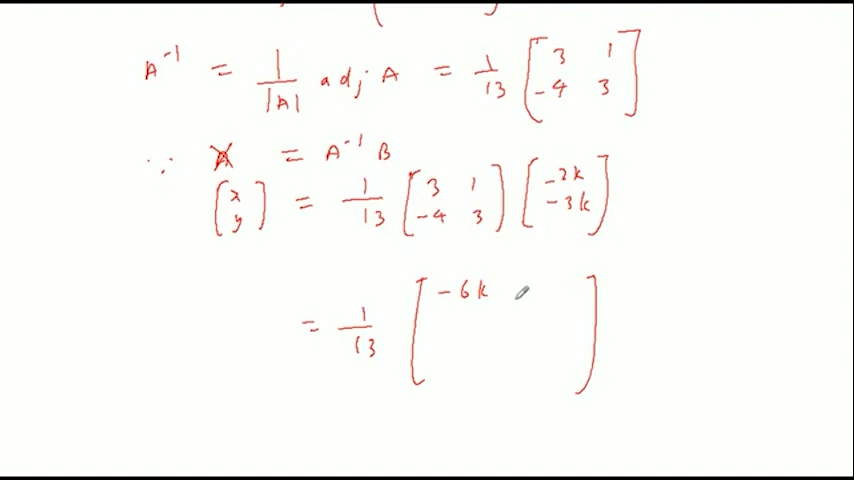 A⁻¹ = 1/|A| adj A = 1/13 [3 1; -4 3]
∵ X = A⁻¹ B
[x; y] = 1/13 [3 1; -4 3] [-2k; -3k]
= 1/13 [-6k ]